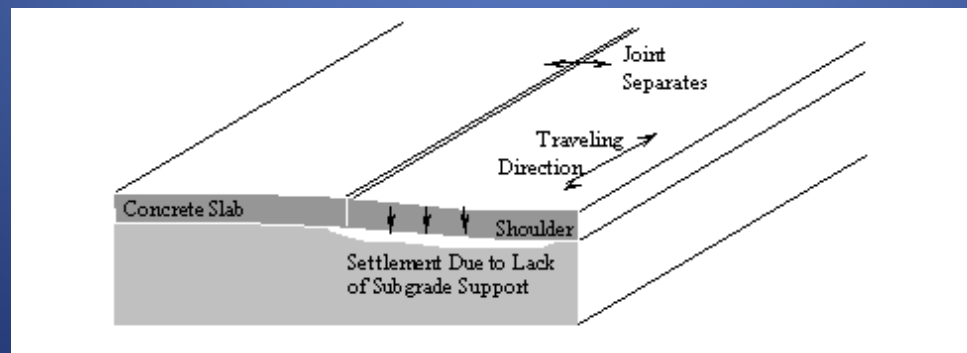 Joint
Separates
Traveling
Direction
Concrete Slab
Shoulder
Settlement Due to Lack
of Subgrade Support